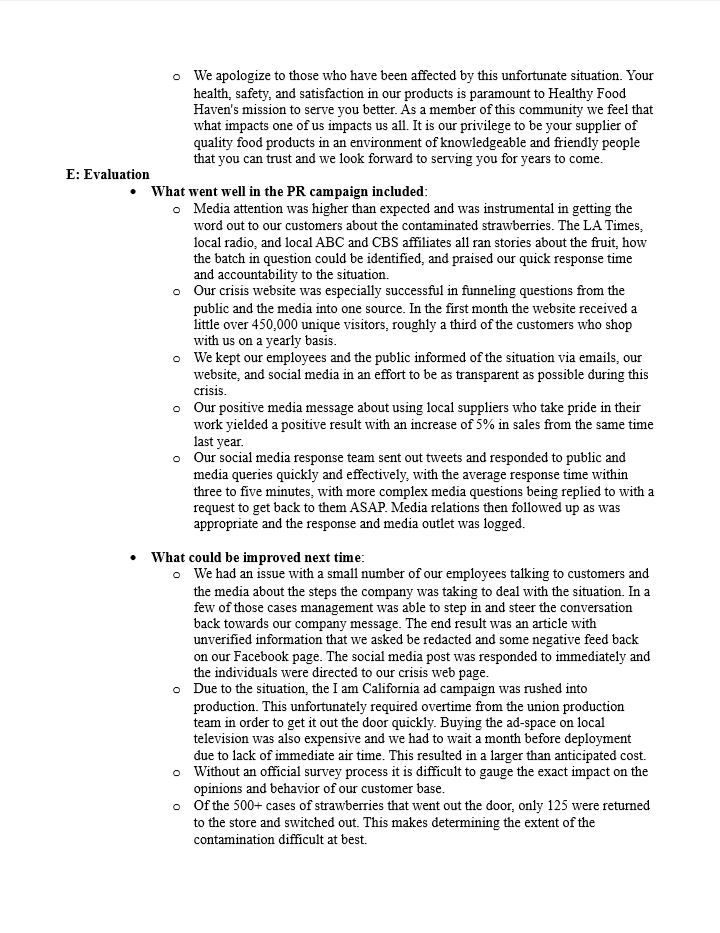 o We apologize to those who have been affected by this unfortunate situation. Your
health, safety, and satisfaction in our products is paramount to Healthy Food
Haven's mission to serve you better. As a member of this community we feel that
what impacts one of us impacts us all. It is our privilege to be your supplier of
quality food products in an environment of knowledgeable and friendly people
that you can trust and we look forward to serving you for years to come.
E: Evaluation
• What went well in the PR campaign included:
o Media attention was higher than expected and was instrumental in getting the
word out to our customers about the contaminated strawberries. The LA Times,
local radio, and local ABC and CBS affiliates all ran stories about the fruit, how
the batch in question could be identified, and praised our quick response time
and accountability to the situation.
o Our crisis website was especially successful in funneling questions from the
public and the media into one source. In the first month the website received a
little over 450,000 unique visitors, roughly a third of the customers who shop
with us on a yearly basis.
o We kept our employees and the public informed of the situation via emails, our
website, and social media in an effort to be as transparent as possible during this
crisis.
o Our positive media message about using local suppliers who take pride in their
work yielded a positive result with an increase of 5% in sales from the same time
last year.
o Our social media response team sent out tweets and responded to public and
media queries quickly and effectively, with the average response time within
three to five minutes, with more complex media questions being replied to with a
request to get back to them ASAP. Media relations then followed up as was
appropriate and the response and media outlet was logged.
• What could be improved next time:
o We had an issue with a small number of our employees talking to customers and
the media about the steps the company was taking to deal with the situation. In a
few of those cases management was able to step in and steer the conversation
back towards our company message. The end result was an article with
unverified information that we asked be redacted and some negative feed back
on our Facebook page. The social media post was responded to immediately and
the individuals were directed to our crisis web page.
o Due to the situation, the I am California ad campaign was rushed into
production. This unfortunately required overtime from the union production
team in order to get it out the door quickly. Buying the ad-space on local
television was also expensive and we had to wait a month before deployment
due to lack of immediate air time. This resulted in a larger than anticipated cost.
o Without an official survey process it is difficult to gauge the exact impact on the
opinions and behavior of our customer base.
o Of the 500+ cases of strawberries that went out the door, only 125 were returned
to the store and switched out. This makes determining the extent of the
contamination difficult at best.